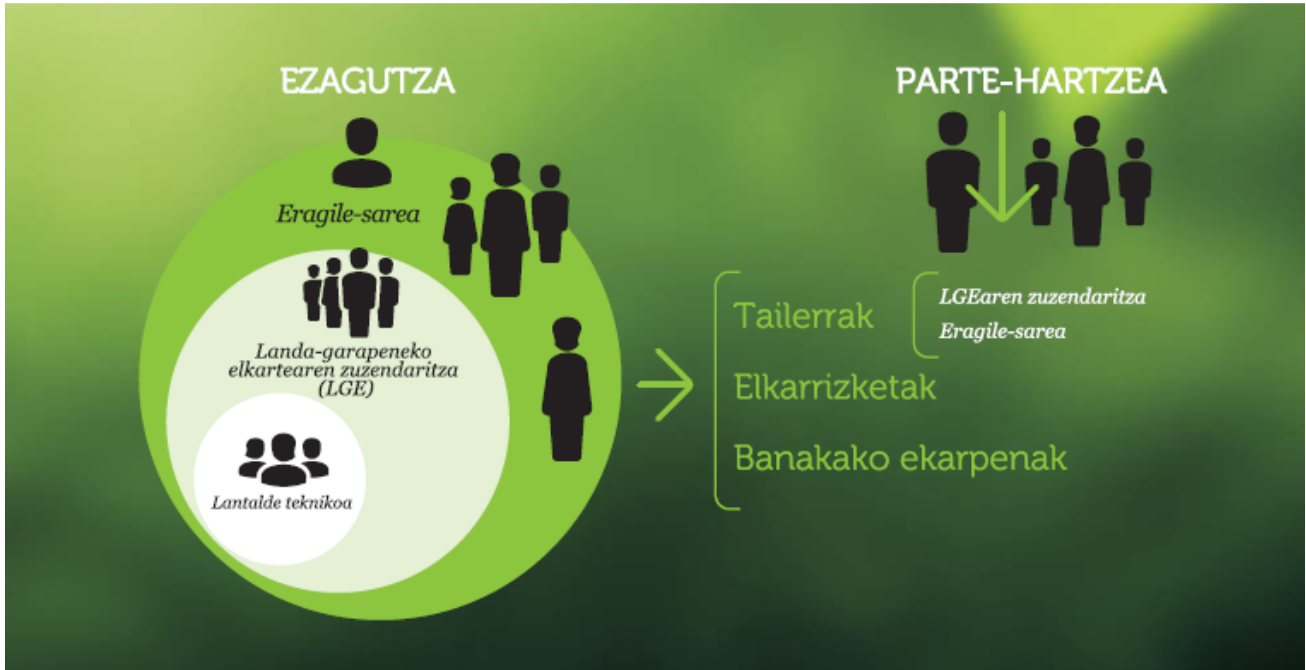 EZAGUTZA
Eragile-sarea
Landa-garapeneko
elkartearen zuzendaritza
(LGE)
Lantalde teknikoa
PARTE-HARTZEA
Tailerrak
LGEaren zuzendaritza
Eragile-sarea
Elkarrizketak
Banakako ekarpenak